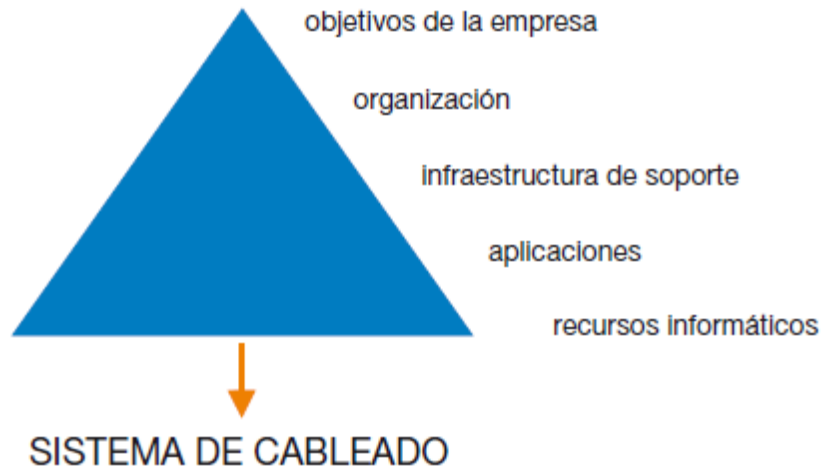 objetivos de la empresa
organización
infraestructura de soporte
aplicaciones
recursos informáticos
SISTEMA DE CABLEADO